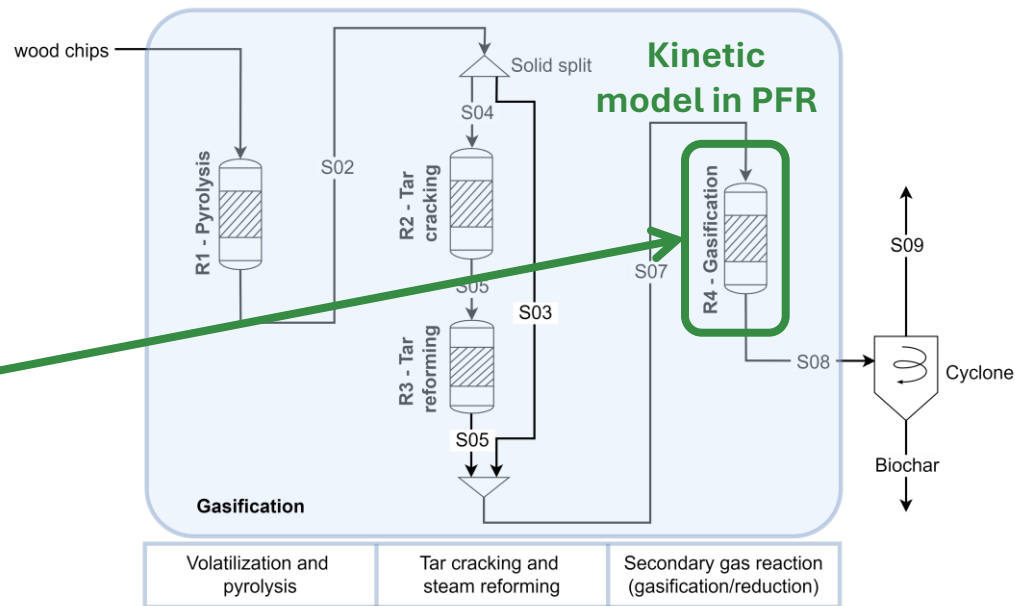 wood chips
Solid split
Kinetic
model in PFR
S04
S02
R1 - Pyrolysis
R2 - Tar
cracking
R4 - Gasification
S09
S07
S05
S03
R3 - Tar
reforming
S08
Cyclone
S05
Biochar
Gasification
Volatilization and
pyrolysis
Tar cracking and
steam reforming
Secondary gas reaction
(gasification/reduction)